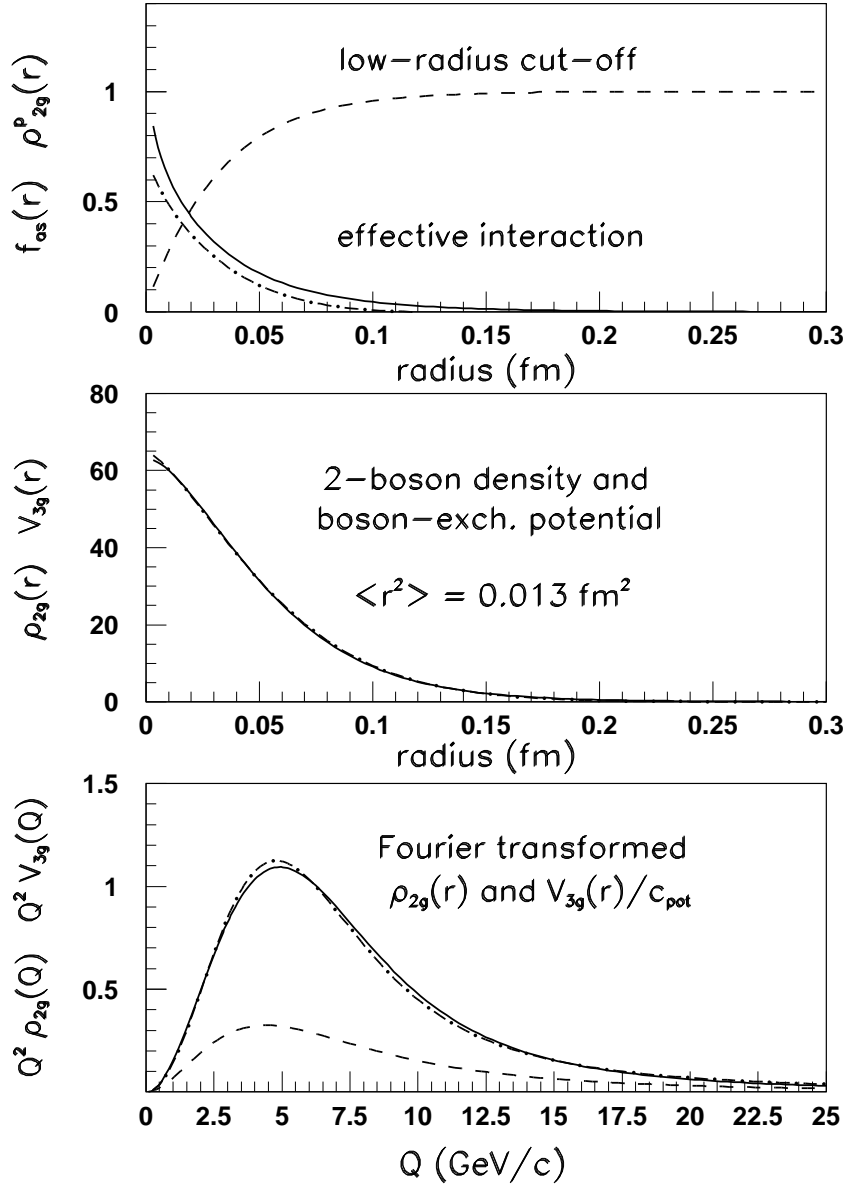 f_as(r) ρ^p_2g(r)
low-radius cut-off
effective interaction
1
0.5
0
0 0.05 0.1 0.15 0.2 0.25 0.3
radius (fm)
ρ_2g(r) V_3g(r)
80
60
40
20
0
2-boson density and
boson-exch. potential
<r²> = 0.013 fm²
0 0.05 0.1 0.15 0.2 0.25 0.3
radius (fm)
Q² ρ_2g(Q) Q² V_3g(Q)
1.5
1
0.5
Fourier transformed
ρ_2g(r) and V_3g(r)/c_pot
0 2.5 5 7.5 10 12.5 15 17.5 20 22.5 25
Q (GeV/c)